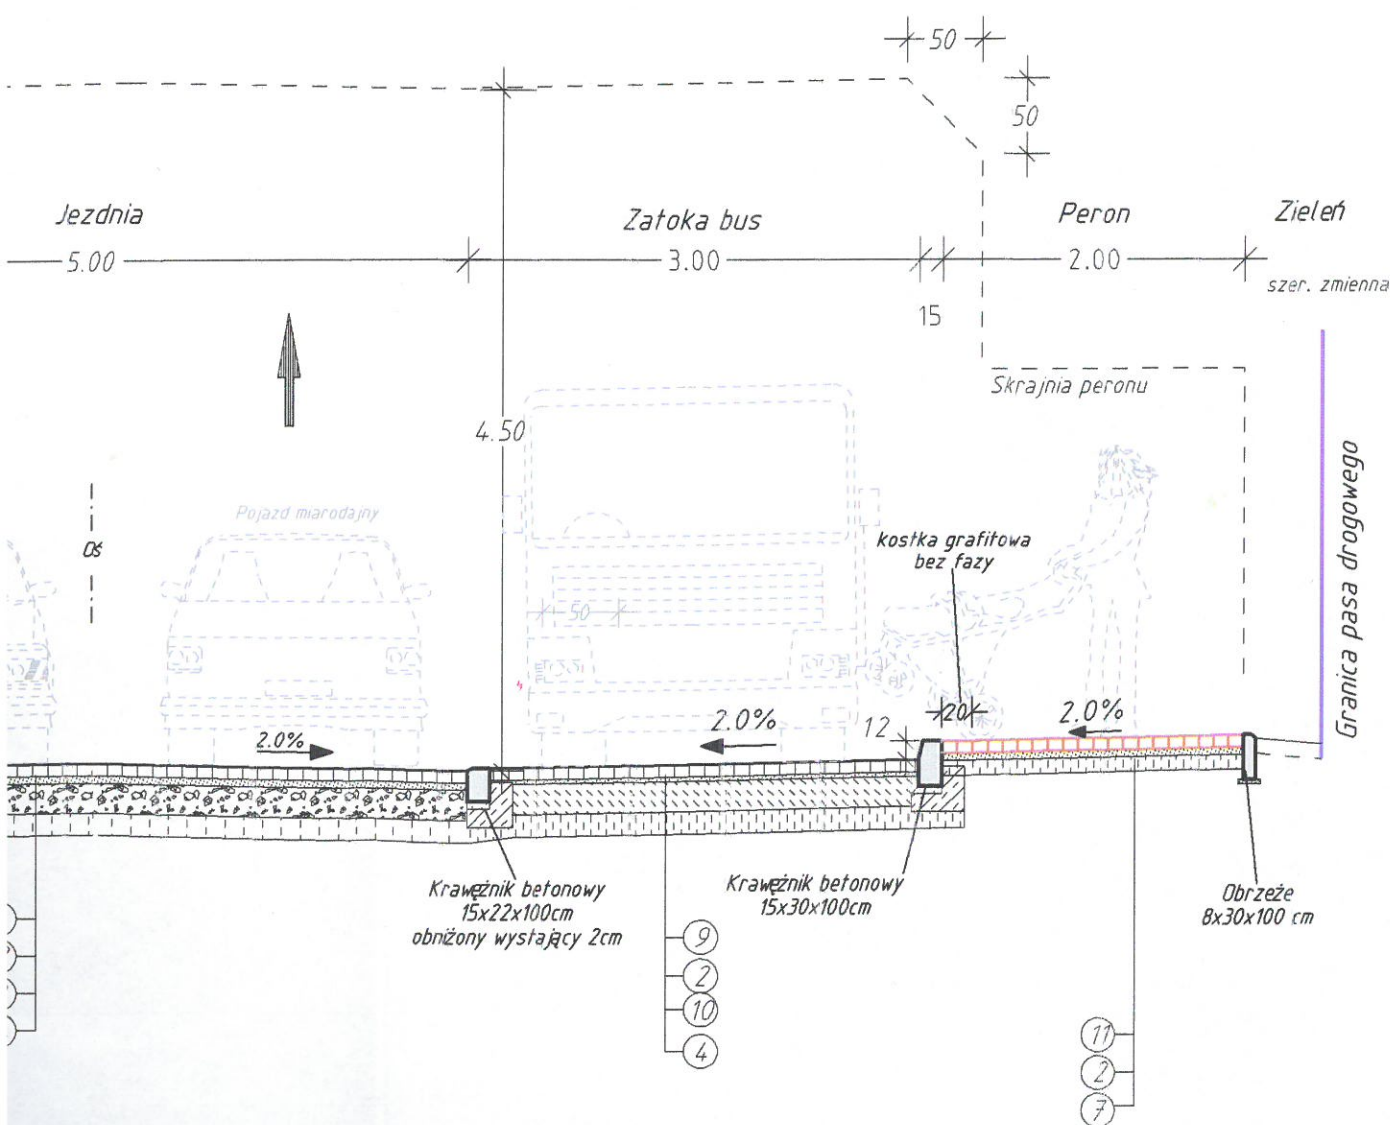 50
50
Jezdnia
Zatoka bus
Peron
Zieleń
5.00
3.00
2.00
szer. zmienna
15
Skrajnia peronu
4.50
Pojazd miarodajny
Oś
kostka grafitowa
bez fazy
50
Granica pasa drogowego
2.0%
2.0%
12
20
2.0%
Krawężnik betonowy
15x22x100cm
obniżony wystający 2cm
Krawężnik betonowy
15x30x100cm
Obrzeże
8x30x100 cm
9
2
10
4
11
2
7